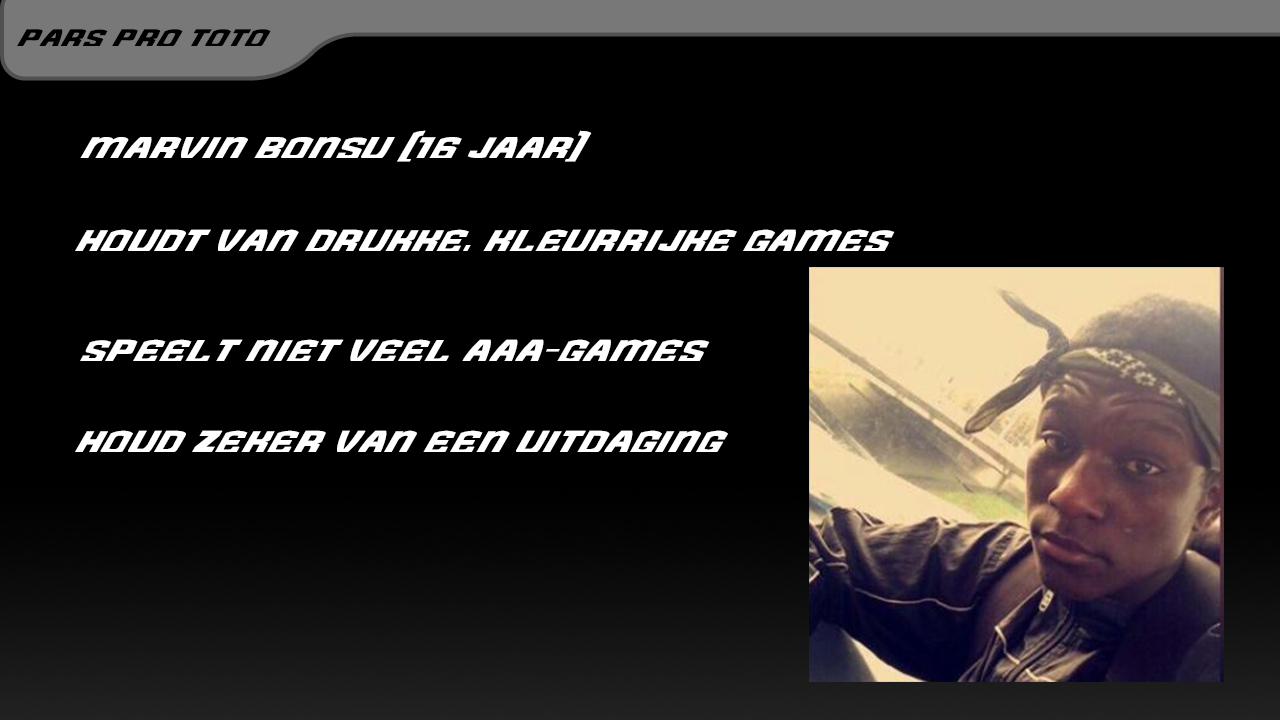 PARS PRO TOTO
MARVIN BONSU (16 JAAR)
HOUDT VAN DRUKKE, KLEURRIJKE GAMES
SPEELT NIET VEEL AAA-GAMES
HOUD ZEKER VAN EEN UITDAGING